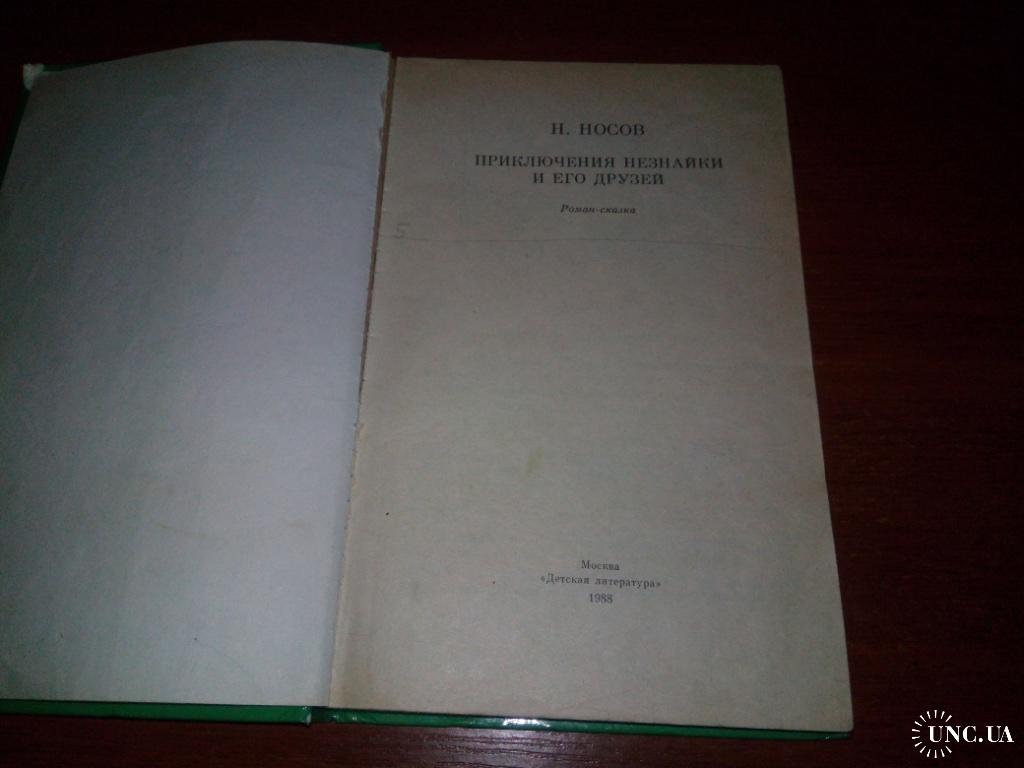 Н. НОСОВ
ПРИКЛЮЧЕНИЯ НЕЗНАЙКИ
И ЕГО ДРУЗЕЙ
Роман-сказка
5
Москва
«Детская литература»
1988
UNC.UA